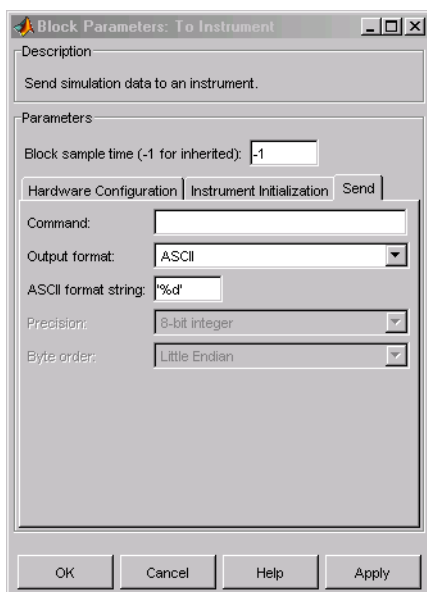 Block Parameters: To Instrument
Description
Send simulation data to an instrument.
Parameters
Block sample time (-1 for inherited): -1
Hardware Configuration Instrument Initialization Send
Command:
Output format: ASCII
ASCII format string: '%d'
Precision: 8-bit integer
Byte order: Little Endian
OK Cancel Help Apply